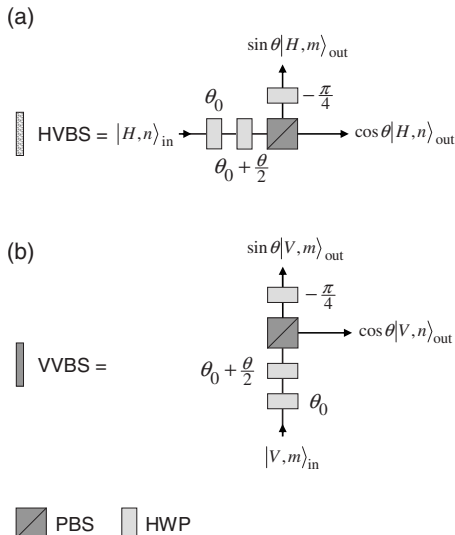 (a)
sin θ|H,m⟩out
θ0
−π/4
HVBS = |H,n⟩in
cos θ|H,n⟩out
θ0 + θ/2
(b)
sin θ|V,m⟩out
−π/4
VVBS =
cos θ|V,n⟩out
θ0 + θ/2
θ0
|V,m⟩in
PBS
HWP